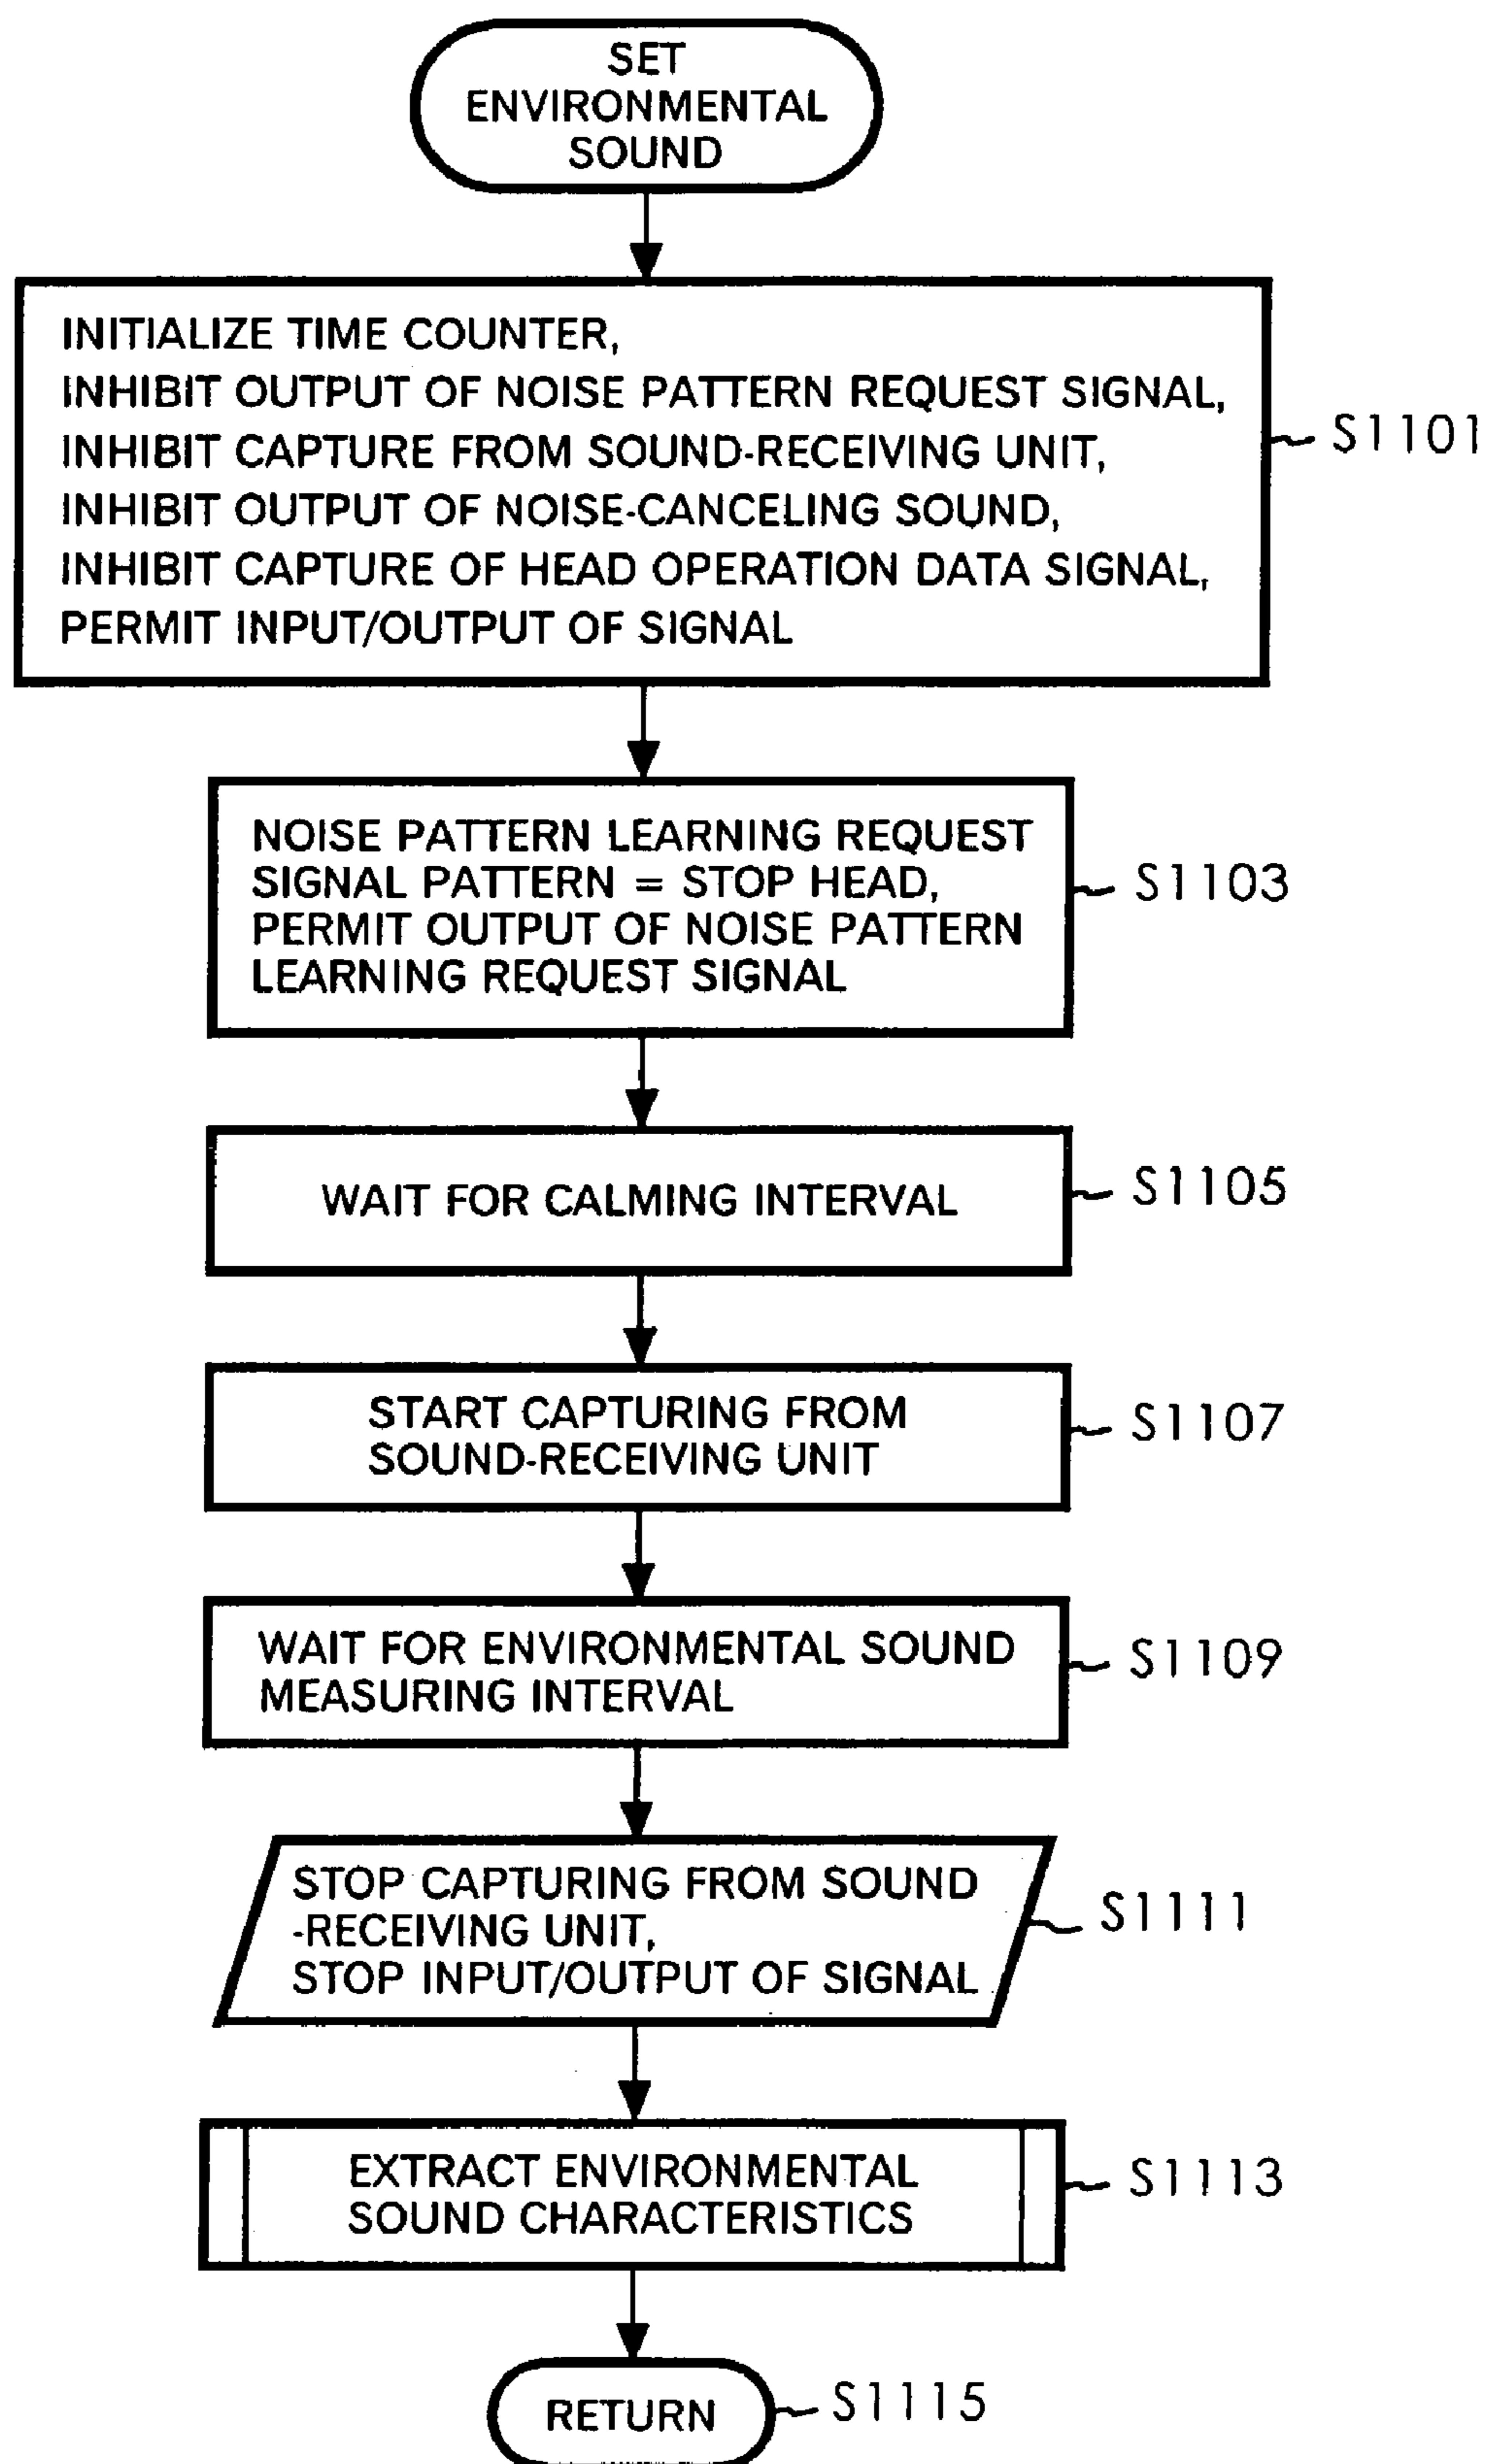 SET
ENVIRONMENTAL
SOUND
INITIALIZE TIME COUNTER,
INHIBIT OUTPUT OF NOISE PATTERN REQUEST SIGNAL,
INHIBIT CAPTURE FROM SOUND-RECEIVING UNIT,
INHIBIT OUTPUT OF NOISE-CANCELING SOUND,
INHIBIT CAPTURE OF HEAD OPERATION DATA SIGNAL,
PERMIT INPUT/OUTPUT OF SIGNAL
S1101
NOISE PATTERN LEARNING REQUEST
SIGNAL PATTERN = STOP HEAD,
PERMIT OUTPUT OF NOISE PATTERN
LEARNING REQUEST SIGNAL
S1103
WAIT FOR CALMING INTERVAL
S1105
START CAPTURING FROM
SOUND-RECEIVING UNIT
S1107
WAIT FOR ENVIRONMENTAL SOUND
MEASURING INTERVAL
S1109
STOP CAPTURING FROM SOUND
-RECEIVING UNIT,
STOP INPUT/OUTPUT OF SIGNAL
S1111
EXTRACT ENVIRONMENTAL
SOUND CHARACTERISTICS
S1113
RETURN
S1115